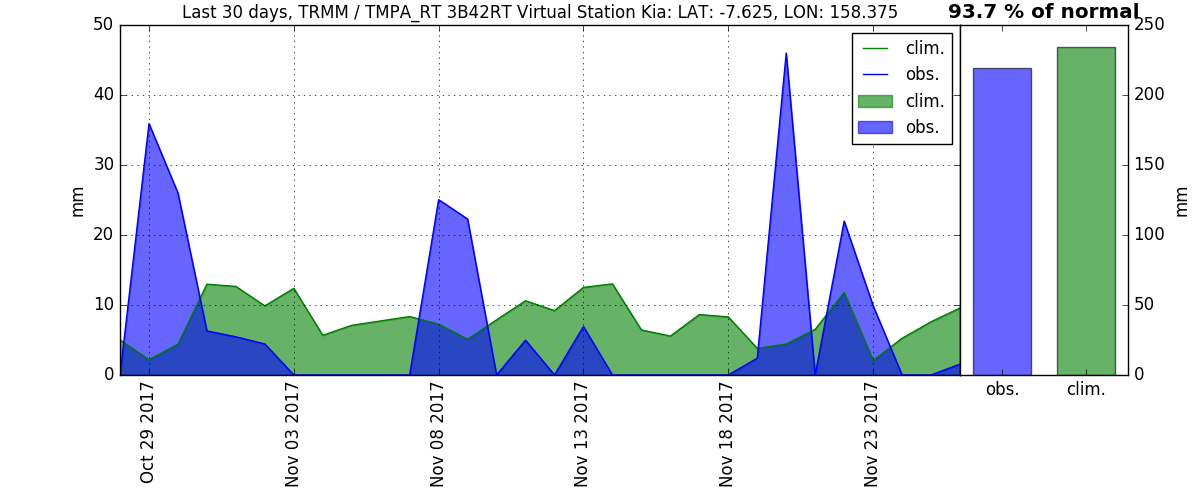 Last 30 days, TRMM / TMPA_RT 3B42RT Virtual Station Kia: LAT: -7.625, LON: 158.375
93.7 % of normal
50
40
30
20
10
0
mm
clim.
obs.
clim.
obs.
250
200
150
100
50
0
mm
Oct 29 2017
Nov 03 2017
Nov 08 2017
Nov 13 2017
Nov 18 2017
Nov 23 2017
obs.
clim.